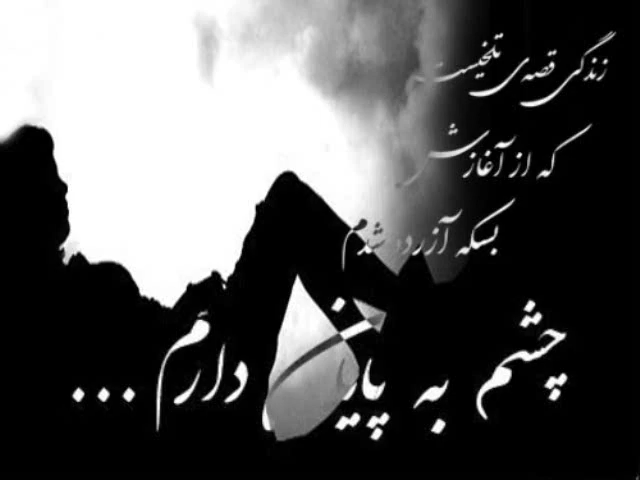 زندگی قصه‌ی تلخیست
که از آغازش
بسکه آزرده شدم
چشم به پایان دارم ...